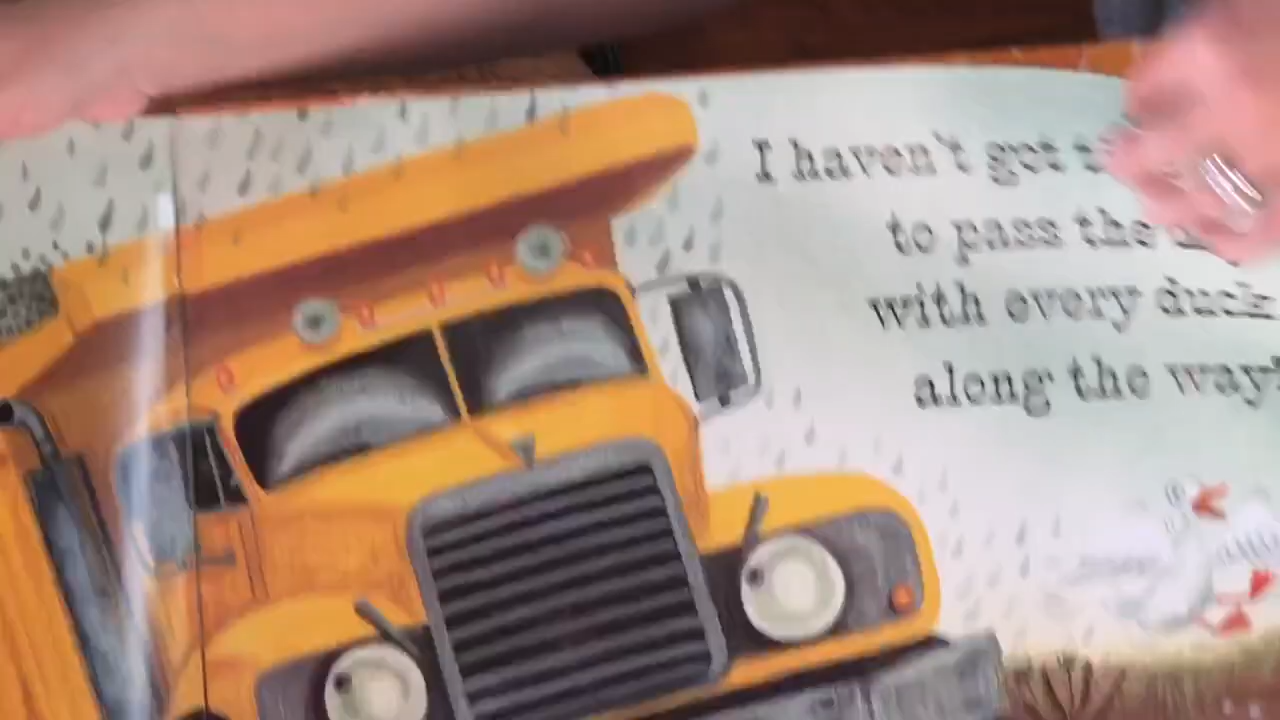 I haven't got
to pass the
with every duck
along the way